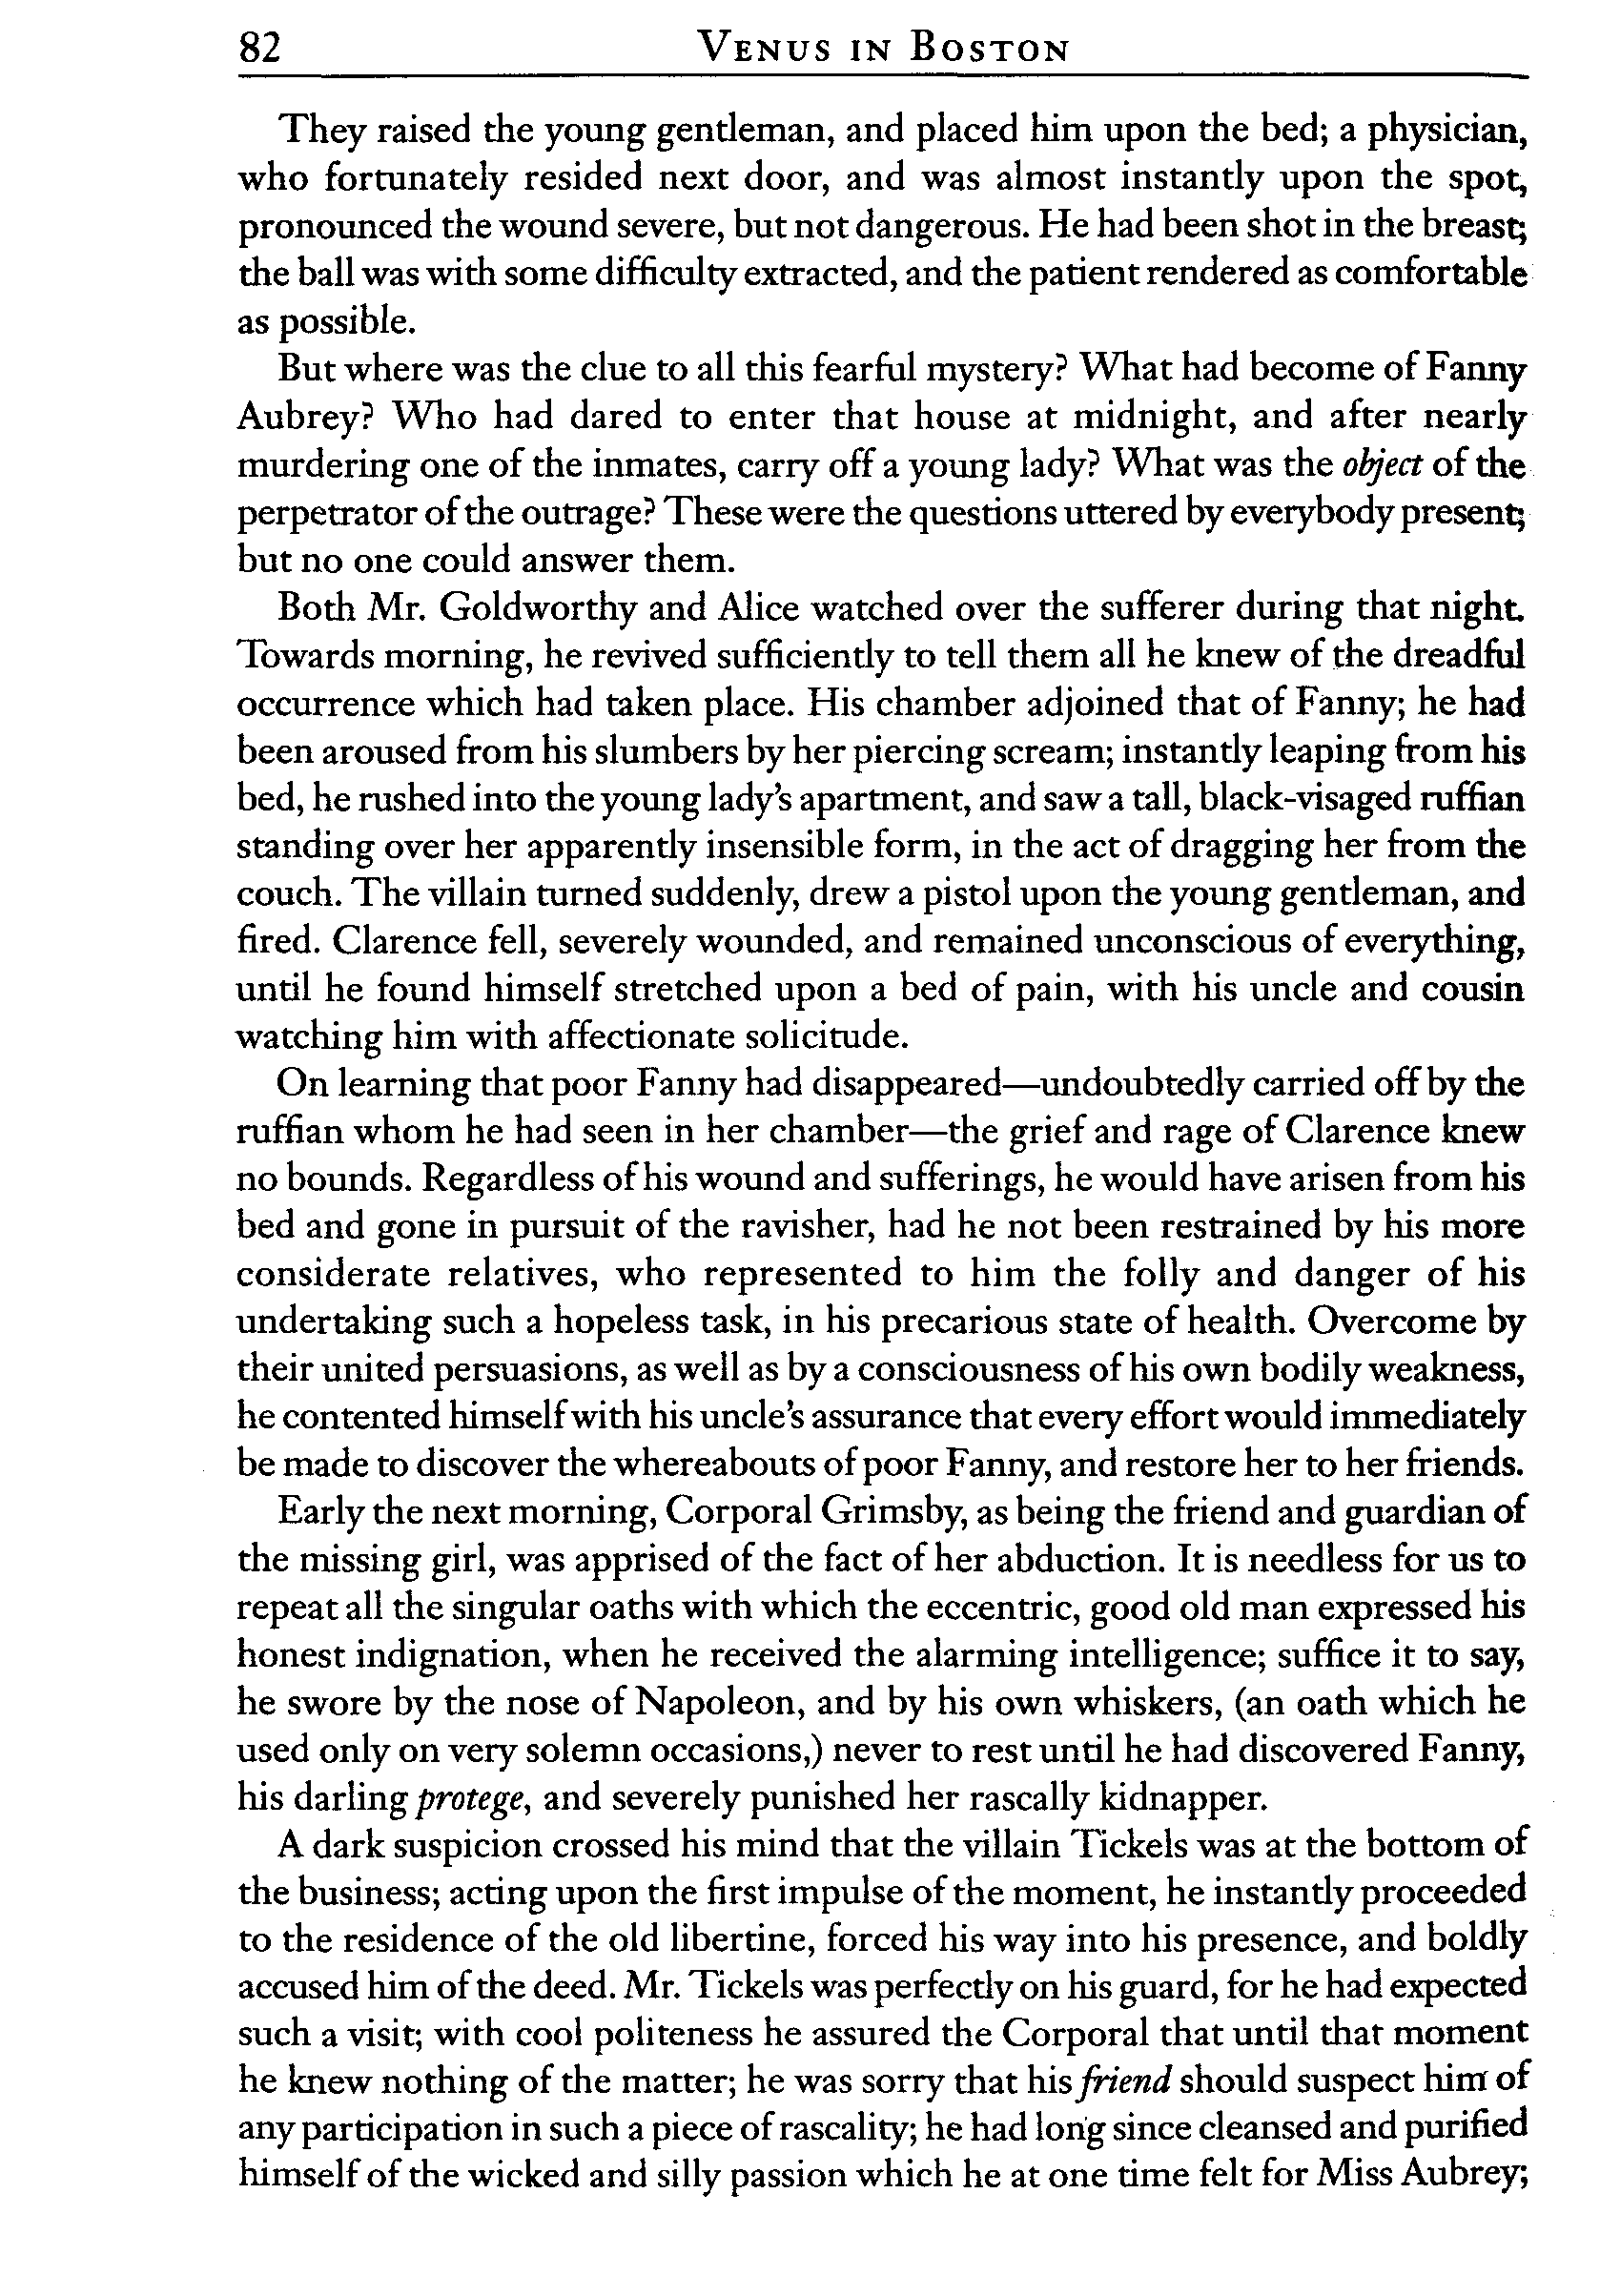 82 VENUS IN BOSTON
They raised the young gentleman, and placed him upon the bed; a physician,
who fortunately resided next door, and was almost instantly upon the spot,
pronounced the wound severe, but not dangerous. He had been shot in the breast;
the ball was with some difficulty extracted, and the patient rendered as comfortable
as possible.
But where was the clue to all this fearful mystery? What had become of Fanny
Aubrey? Who had dared to enter that house at midnight, and after nearly
murdering one of the inmates, carry off a young lady? What was the object of the
perpetrator of the outrage? These were the questions uttered by everybody present;
but no one could answer them.
Both Mr. Goldworthy and Alice watched over the sufferer during that night.
Towards morning, he revived sufficiently to tell them all he knew of the dreadful
occurrence which had taken place. His chamber adjoined that of Fanny; he had
been aroused from his slumbers by her piercing scream; instantly leaping from his
bed, he rushed into the young lady's apartment, and saw a tall, black-visaged ruffian
standing over her apparently insensible form, in the act of dragging her from the
couch. The villain turned suddenly, drew a pistol upon the young gentleman, and
fired. Clarence fell, severely wounded, and remained unconscious of everything,
until he found himself stretched upon a bed of pain, with his uncle and cousin
watching him with affectionate solicitude.
On learning that poor Fanny had disappeared—undoubtedly carried off by the
ruffian whom he had seen in her chamber—the grief and rage of Clarence knew
no bounds. Regardless of his wound and sufferings, he would have arisen from his
bed and gone in pursuit of the ravisher, had he not been restrained by his more
considerate relatives, who represented to him the folly and danger of his
undertaking such a hopeless task, in his precarious state of health. Overcome by
their united persuasions, as well as by a consciousness of his own bodily weakness,
he contented himself with his uncle's assurance that every effort would immediately
be made to discover the whereabouts of poor Fanny, and restore her to her friends.
Early the next morning, Corporal Grimsby, as being the friend and guardian of
the missing girl, was apprised of the fact of her abduction. It is needless for us to
repeat all the singular oaths with which the eccentric, good old man expressed his
honest indignation, when he received the alarming intelligence; suffice it to say,
he swore by the nose of Napoleon, and by his own whiskers, (an oath which he
used only on very solemn occasions,) never to rest until he had discovered Fanny,
his darling protege, and severely punished her rascally kidnapper.
A dark suspicion crossed his mind that the villain Tickels was at the bottom of
the business; acting upon the first impulse of the moment, he instantly proceeded
to the residence of the old libertine, forced his way into his presence, and boldly
accused him of the deed. Mr. Tickels was perfectly on his guard, for he had expected
such a visit; with cool politeness he assured the Corporal that until that moment
he knew nothing of the matter; he was sorry that his friend should suspect him of
any participation in such a piece of rascality; he had long since cleansed and purified
himself of the wicked and silly passion which he at one time felt for Miss Aubrey;